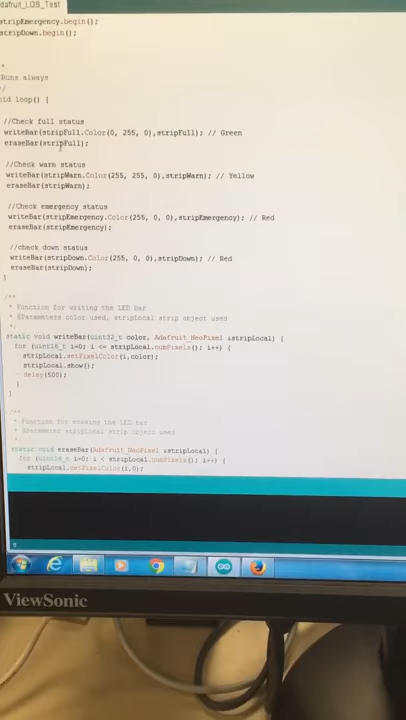 dafruit_LDS_Test
stripEmergency.begin();
stripDown.begin();
*
Runs always
*/
oid loop() {
//Check full status
writeBar(stripFull.Color(0, 255, 0),stripFull); // Green
eraseBar(stripFull);
//Check warn status
writeBar(stripWarn.Color(255, 255, 0),stripWarn); // Yellow
eraseBar(stripWarn);
//Check emergency status
writeBar(stripEmergency.Color(255, 0, 0),stripEmergency); // Red
eraseBar(stripEmergency);
//check down status
writeBar(stripDown.Color(255, 0, 0),stripDown); // Red
eraseBar(stripDown);
}
/**
* Function for writing the LED bar
* @Parameters color used, stripLocal strip object used
*/
static void writeBar(uint32_t color, Adafruit_NeoPixel &stripLocal) {
for (uint16_t i=0; i <= stripLocal.numPixels(); i++) {
stripLocal.setPixelColor(i,color);
stripLocal.show();
delay(500);
}
}
/**
* Function for erasing the LED bar
* @Parameter stripLocal strip object used
*/
static void eraseBar(Adafruit_NeoPixel &stripLocal) {
for (uint16_t i=0; i < stripLocal.numPixels(); i++) {
stripLocal.setPixelColor(i,0);
ViewSonic